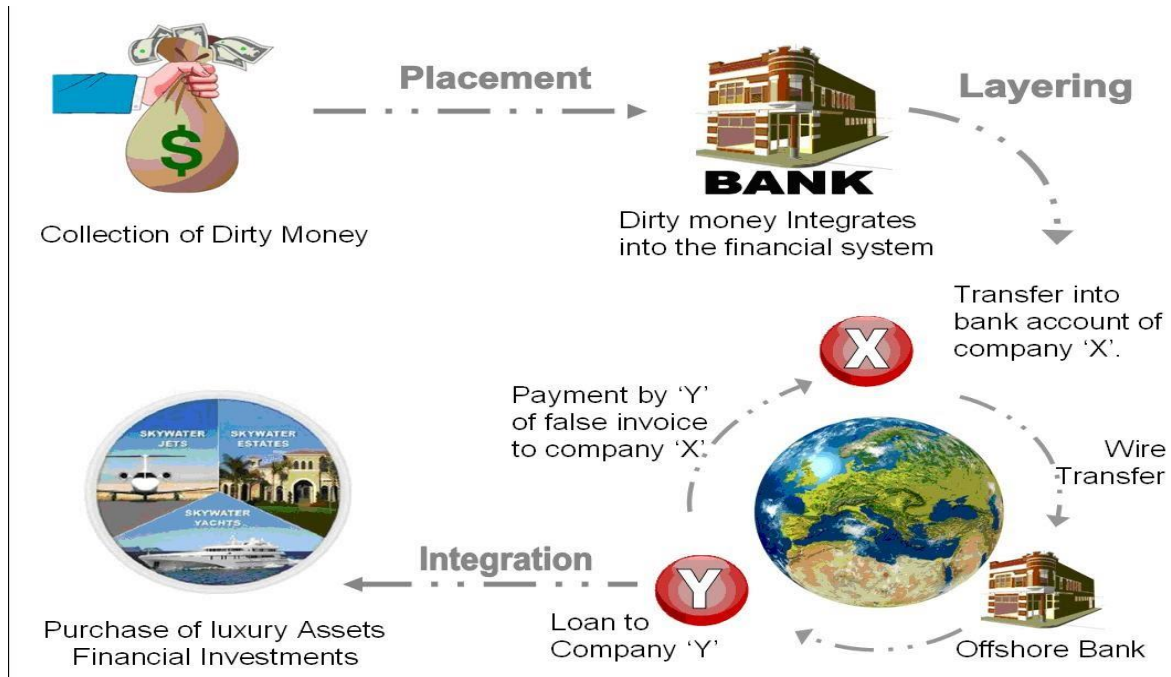 Placement
Layering
$
BANK
Collection of Dirty Money
Dirty money Integrates
into the financial system
Transfer into
bank account of
company ‘X’.
X
Payment by ‘Y’
of false invoice
to company ‘X’
Wire
Transfer
SKYWATER
JETS
SKYWATER
ESTATES
SKYWATER
YACHTS
Integration
Y
Purchase of luxury Assets
Financial Investments
Loan to
Company ‘Y’
Offshore Bank